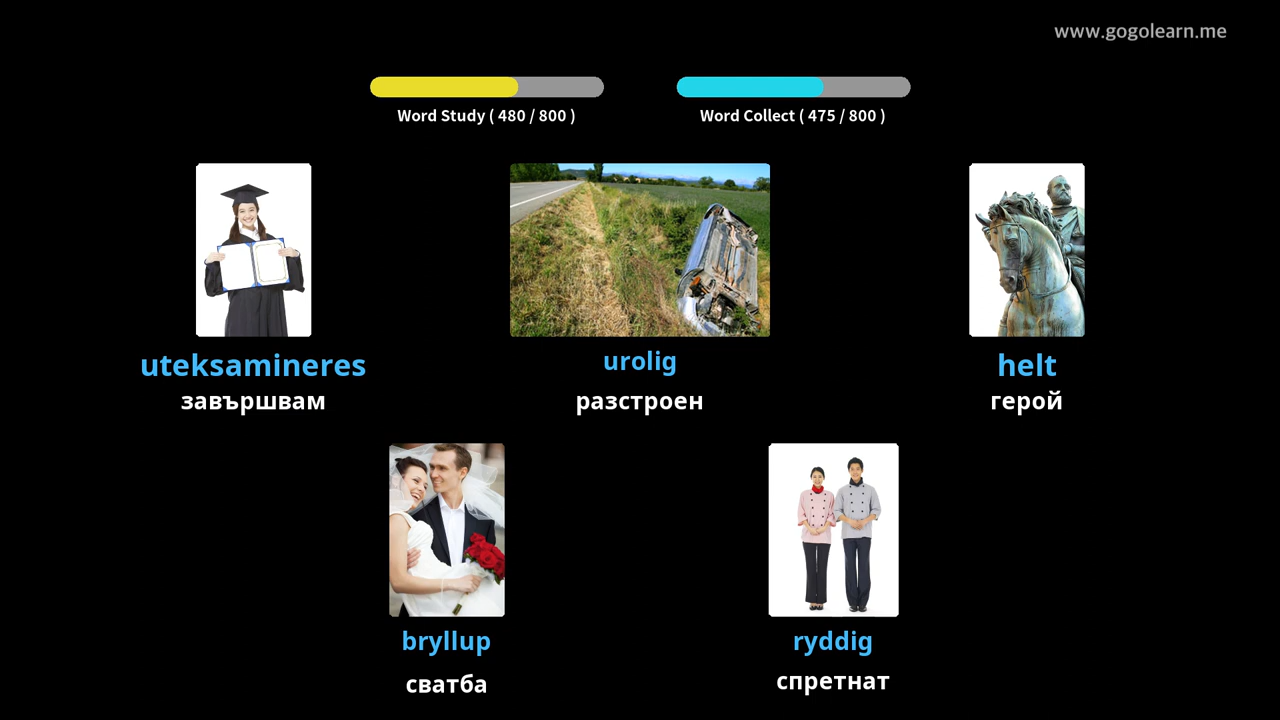 www.gogolearn.me
Word Study ( 480 / 800 )
Word Collect ( 475 / 800 )
uteksamineres
завършвам
urolig
разстроен
helt
герой
bryllup
сватба
ryddig
спретнат